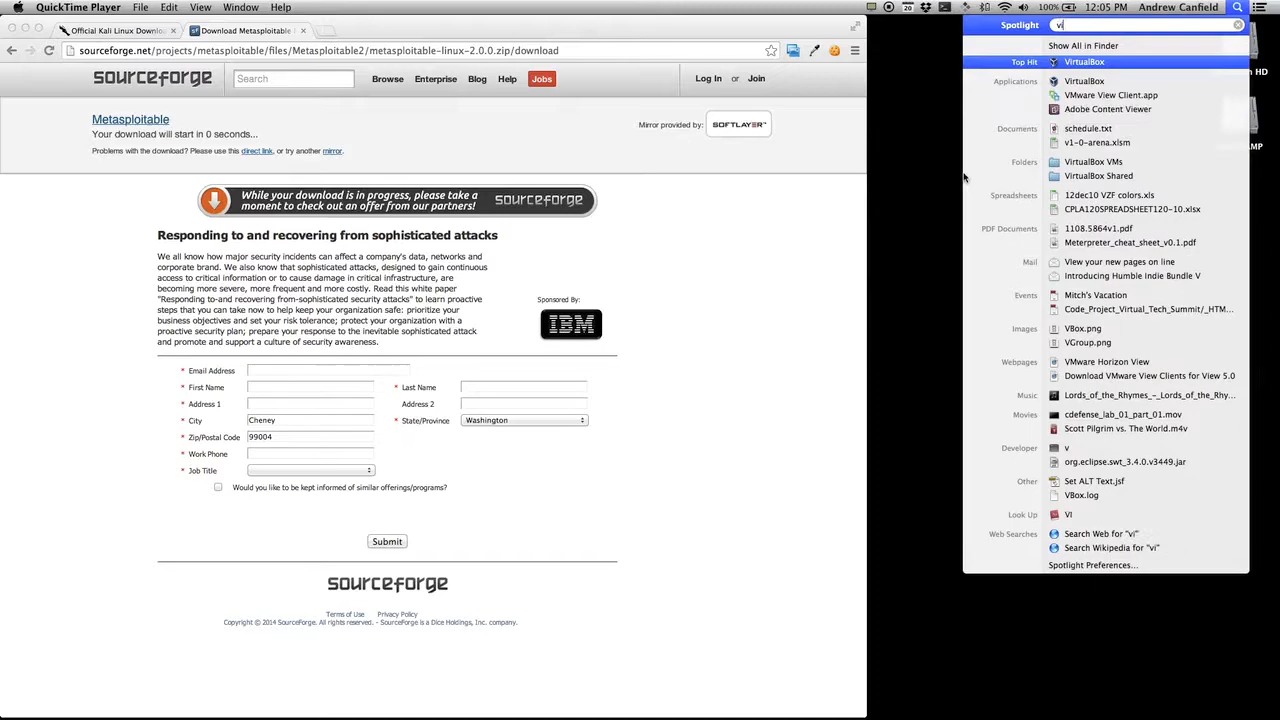 QuickTime Player File Edit View Window Help
20
100% 12:05 PM Andrew Canfield
Official Kali Linux Downloa
Download Metasploitable
sourceforge.net/projects/metasploitable/files/Metasploitable2/metasploitable-linux-2.0.0.zip/download
sourceforge
Search
Browse Enterprise Blog Help Jobs
Log In or Join
Metasploitable
Your download will start in 0 seconds...
Problems with the download? Please use this direct link, or try another mirror.
Mirror provided by: SOFTLAYER
While your download is in progress, please take a
moment to check out an offer from our partners!
sourceforge
Responding to and recovering from sophisticated attacks
We all know how major security incidents can affect a company's data, networks and
corporate brand. We also know that sophisticated attacks, designed to gain continuous
access to critical information or to cause damage in critical infrastructure, are
becoming more severe, more frequent and more costly. Read this white paper
"Responding to-and recovering from-sophisticated security attacks" to learn proactive
steps that you can take now to help keep your organization safe: prioritize your
business objectives and set your risk tolerance; protect your organization with a
proactive security plan; prepare your response to the inevitable sophisticated attack
and promote and support a culture of security awareness.
Sponsored By:
IBM
* Email Address
* First Name
* Last Name
* Address 1
Address 2
* City Cheney
* State/Province Washington
* Zip/Postal Code 99004
* Work Phone
* Job Title
Would you like to be kept informed of similar offerings/programs?
Submit
sourceforge
Terms of Use Privacy Policy
Copyright © 2014 SourceForge. All rights reserved. - SourceForge is a Dice Holdings, Inc. company.
Spotlight vi
Show All in Finder
Top Hit VirtualBox
Applications VirtualBox
VMware View Client.app
Adobe Content Viewer
Documents schedule.txt
v1-0-arena.xlsm
Folders VirtualBox VMs
VirtualBox Shared
Spreadsheets 12dec10 VZF colors.xls
CPLA120SPREADSHEET120-10.xlsx
PDF Documents 1108.5864v1.pdf
Meterpreter_cheat_sheet_v0.1.pdf
Mail View your new pages on line
Introducing Humble Indie Bundle V
Events Mitch's Vacation
Code_Project_Virtual_Tech_Summit/_HTM...
Images VBox.png
VGroup.png
Webpages VMware Horizon View
Download VMware View Clients for View 5.0
Music Lords_of_the_Rhymes_-_Lords_of_the_Rhy...
Movies cdefense_lab_01_part_01.mov
Scott Pilgrim vs. The World.m4v
Developer v
org.eclipse.swt_3.4.0.v3449.jar
Other Set ALT Text.jsf
VBox.log
Look Up VI
Web Searches Search Web for "vi"
Search Wikipedia for "vi"
Spotlight Preferences...
HD
AMP